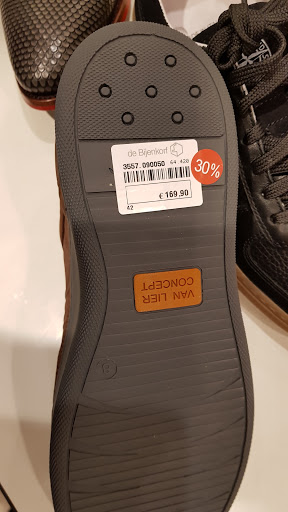 de Bijenkorf
3557.090050 64 420
30%
€ 169,90
42
VAN LIER
CONCEPT